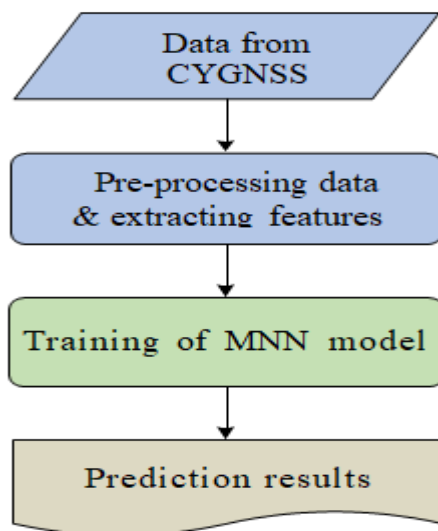 Data from
CYGNSS
Pre-processing data
& extracting features
Training of MNN model
Prediction results